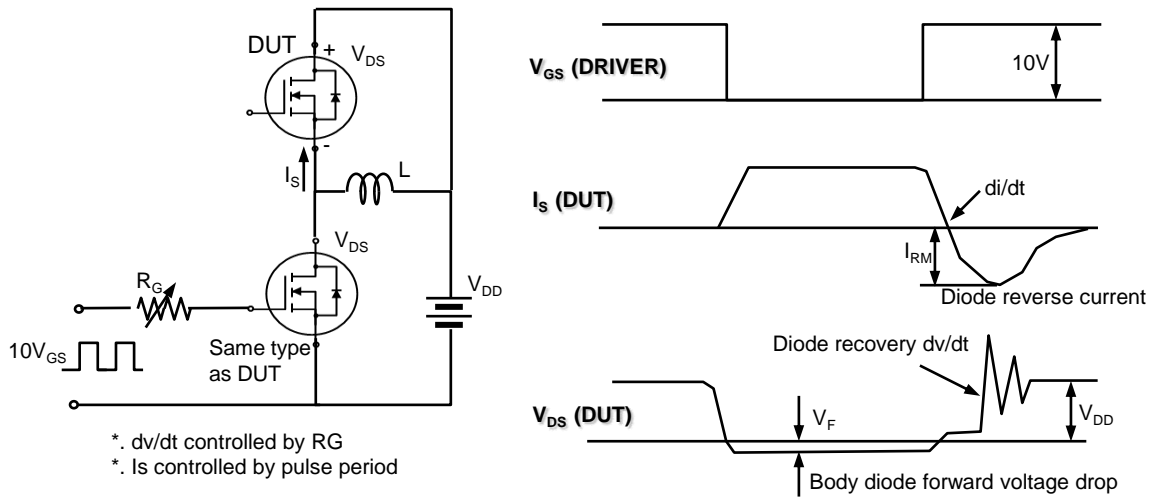 DUT
+
V_DS
-
I_S
L
V_DS
R_G
V_DD
10V_GS
Same type
as DUT
*. dv/dt controlled by RG
*. Is controlled by pulse period
V_GS (DRIVER)
10V
I_S (DUT)
di/dt
I_RM
Diode reverse current
Diode recovery dv/dt
V_DS (DUT)
V_F
V_DD
Body diode forward voltage drop